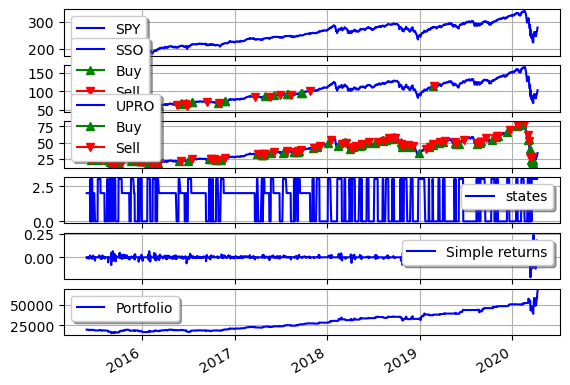 300
200
SPY
150
100
50
SSO
Buy
Sell
75
50
25
UPRO
Buy
Sell
2.5
0.0
states
0.25
0.00
Simple returns
50000
25000
Portfolio
2016 2017 2018 2019 2020